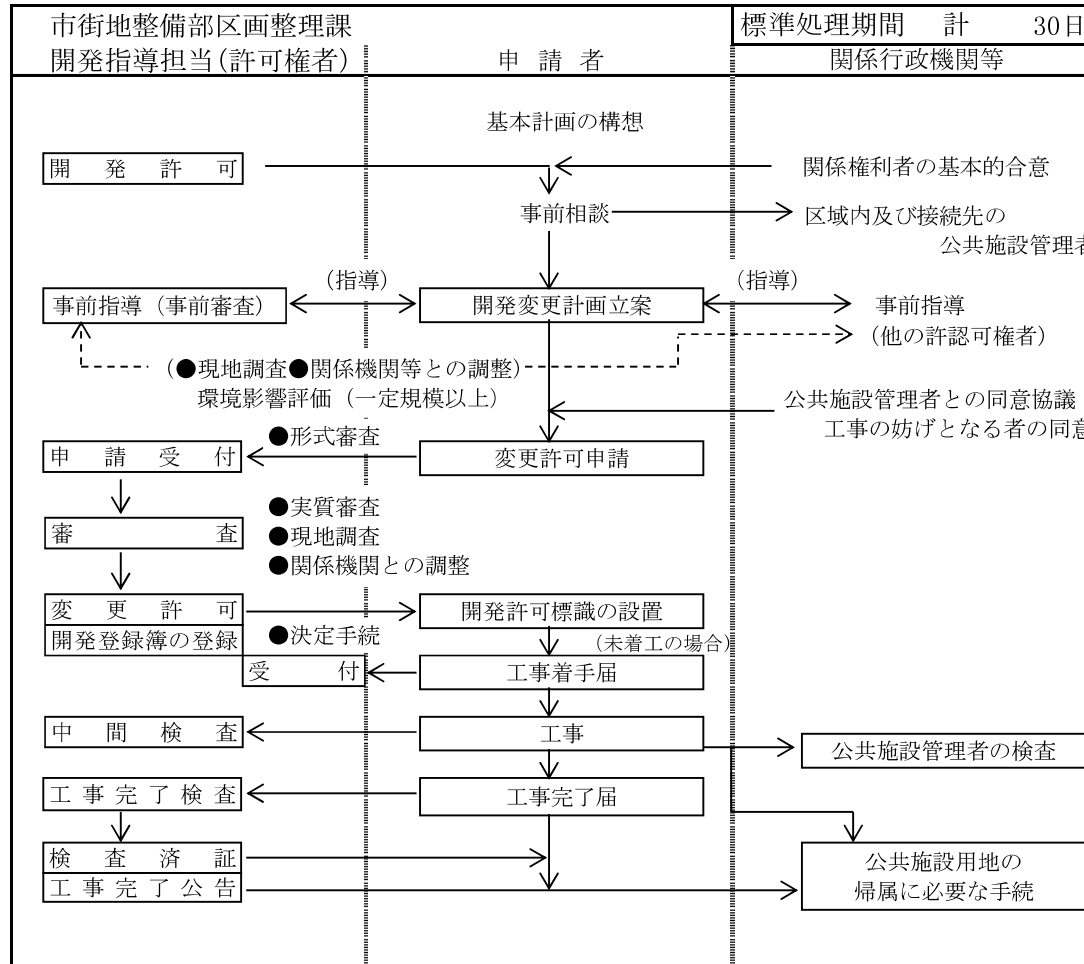 市街地整備部区画整理課
標準処理期間 計 30日
開発指導担当(許可権者)
申請者
関係行政機関等
基本計画の構想
開発許可
関係権利者の基本的合意
事前相談
区域内及び接続先の
公共施設管理者
(指導)
(指導)
事前指導(事前審査)
開発変更計画立案
事前指導
(他の許認可権者)
(●現地調査●関係機関等との調整)
環境影響評価(一定規模以上)
公共施設管理者との同意協議
工事の妨げとなる者の同意
●形式審査
申請受付
変更許可申請
●実質審査
審査
●現地調査
●関係機関との調整
変更許可
開発許可標識の設置
開発登録簿の登録
●決定手続
(未着工の場合)
受付
工事着手届
中間検査
工事
公共施設管理者の検査
工事完了検査
工事完了届
検査済証
公共施設用地の
工事完了公告
帰属に必要な手続